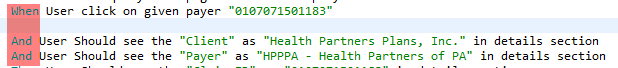 When User click on given payer "0107071501183"
And User Should see the "Client" as "Health Partners Plans, Inc." in details section
And User Should see the "Payer" as "HPPPA - Health Partners of PA" in details section